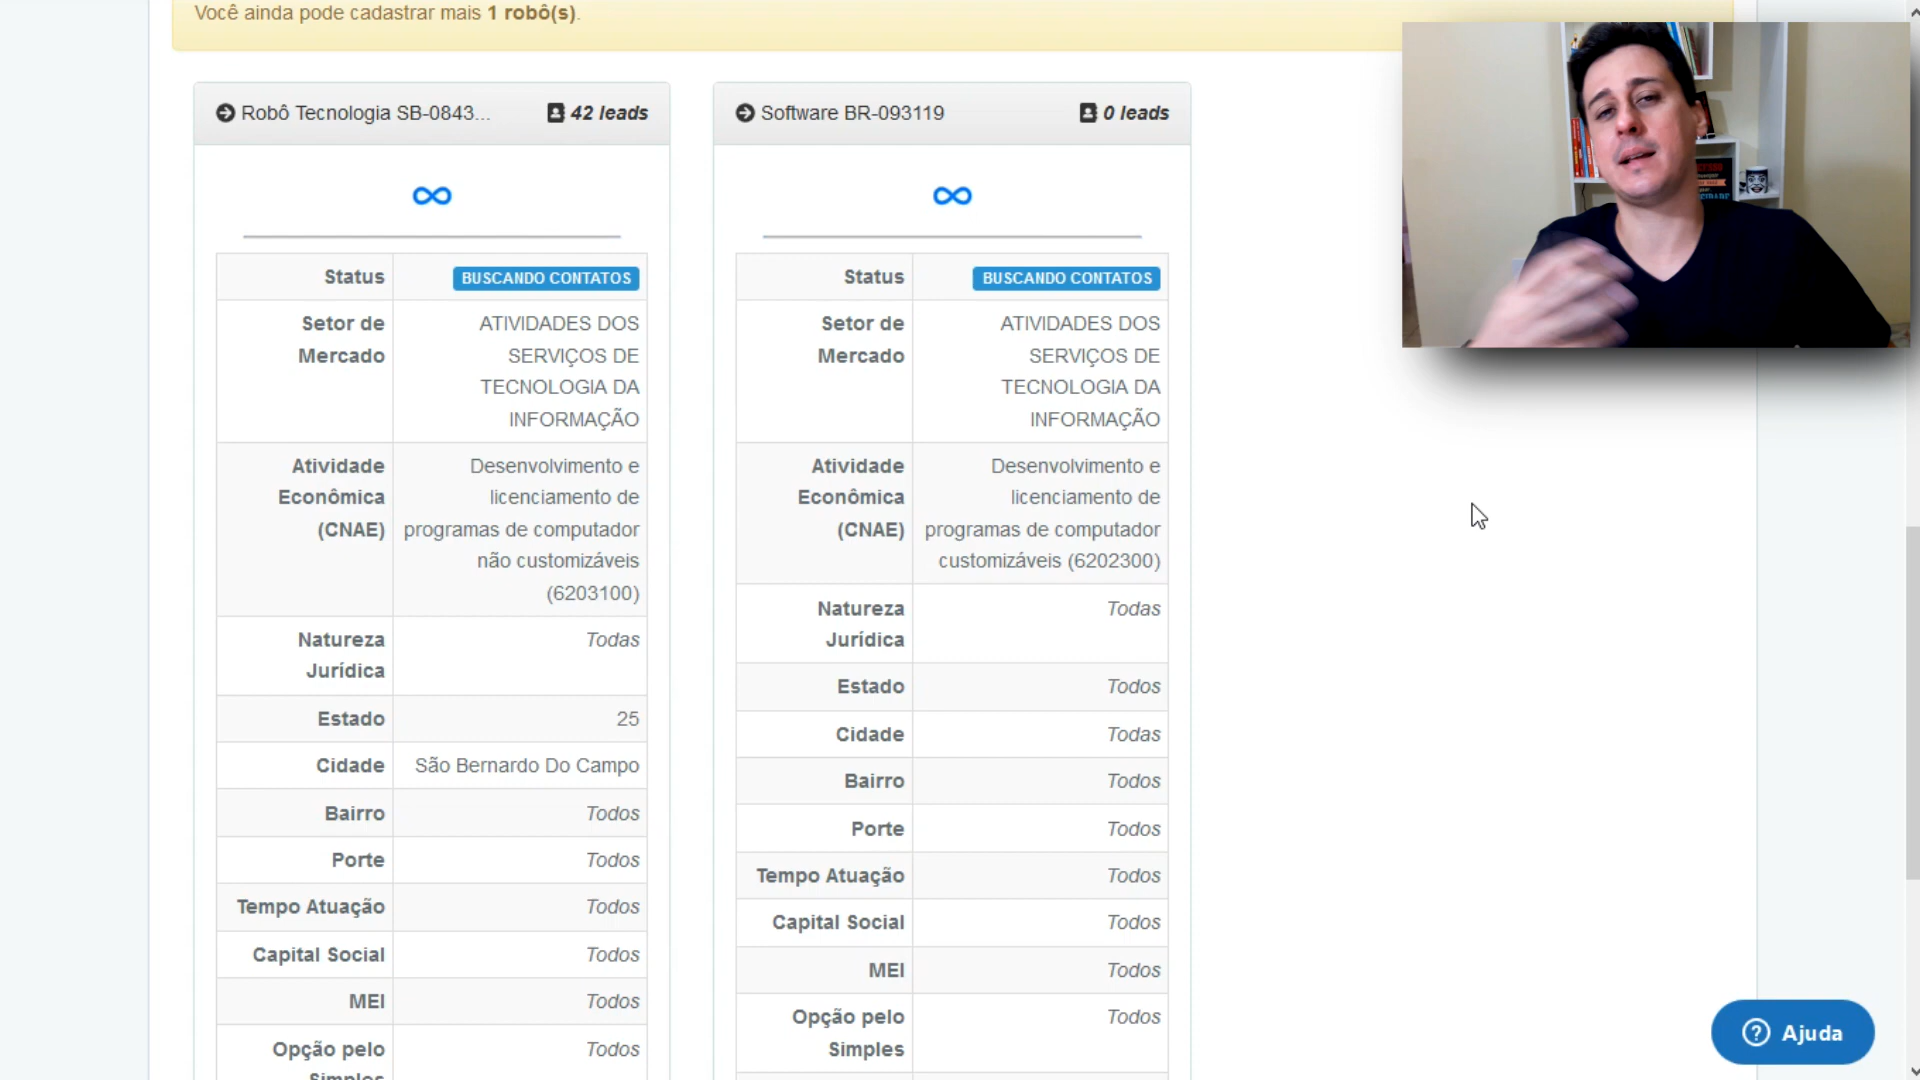 Você ainda pode cadastrar mais 1 robô(s).
Robô Tecnologia SB-0843...
42 leads
Status
BUSCANDO CONTATOS
Setor de
Mercado
ATIVIDADES DOS
SERVIÇOS DE
TECNOLOGIA DA
INFORMAÇÃO
Atividade
Econômica
(CNAE)
Desenvolvimento e
licenciamento de
programas de computador
não customizáveis
(6203100)
Natureza
Jurídica
Todas
Estado
25
Cidade
São Bernardo Do Campo
Bairro
Todos
Porte
Todos
Tempo Atuação
Todos
Capital Social
Todos
MEI
Todos
Opção pelo
Simples
Todos
Software BR-093119
0 leads
Status
BUSCANDO CONTATOS
Setor de
Mercado
ATIVIDADES DOS
SERVIÇOS DE
TECNOLOGIA DA
INFORMAÇÃO
Atividade
Econômica
(CNAE)
Desenvolvimento e
licenciamento de
programas de computador
customizáveis (6202300)
Natureza
Jurídica
Todas
Estado
Todos
Cidade
Todas
Bairro
Todos
Porte
Todos
Tempo Atuação
Todos
Capital Social
Todos
MEI
Todos
Opção pelo
Simples
Todos
Ajuda